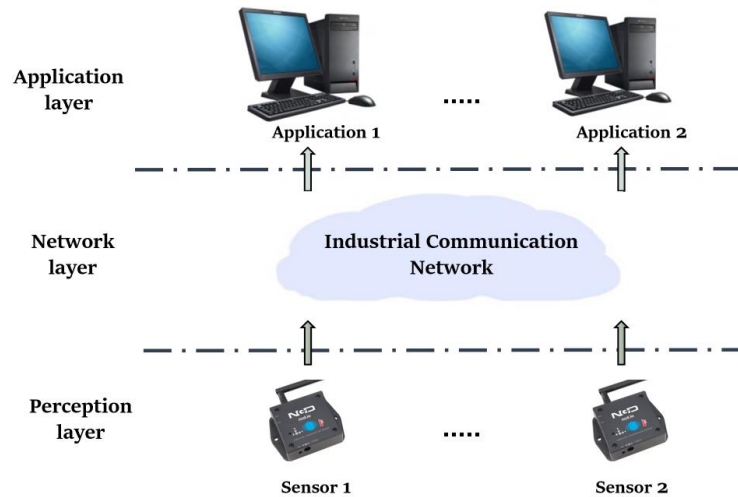 Application
layer
.....
Application 1
Application 2
Network
layer
Industrial Communication
Network
Perception
layer
.....
Sensor 1
Sensor 2